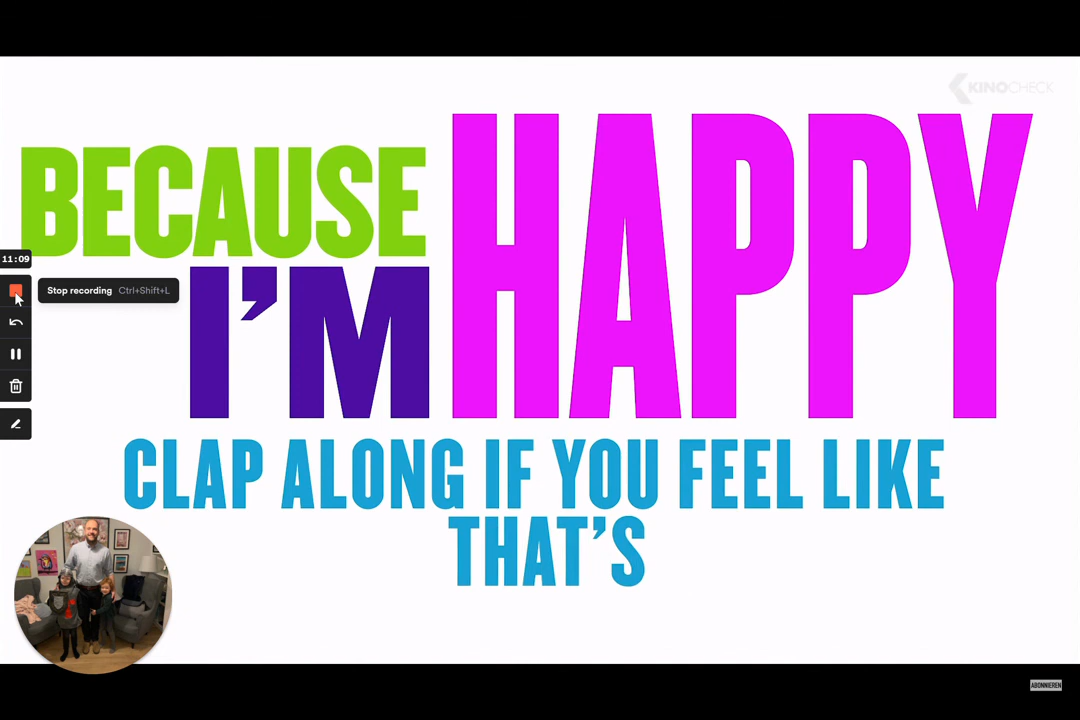 KINOCHECK
BECAUSE
I'M
HAPPY
11:09
Stop recording Ctrl+Shift+L
CLAP ALONG IF YOU FEEL LIKE
THAT'S
ABONNIEREN